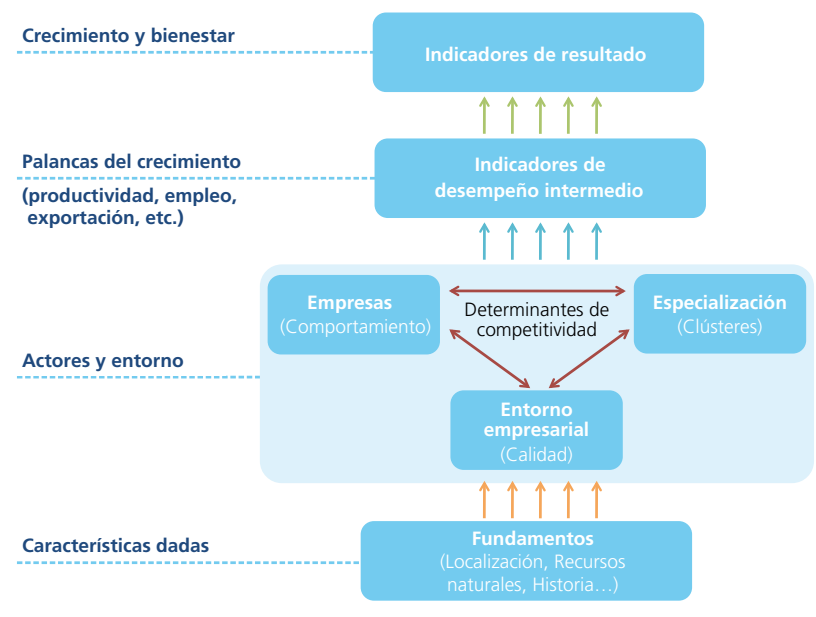 Crecimiento y bienestar
Indicadores de resultado
Palancas del crecimiento
(productividad, empleo,
exportación, etc.)
Indicadores de
desempeño intermedio
Actores y entorno
Empresas
(Comportamiento)
Determinantes de
competitividad
Especialización
(Clústeres)
Entorno
empresarial
(Calidad)
Características dadas
Fundamentos
(Localización, Recursos
naturales, Historia...)